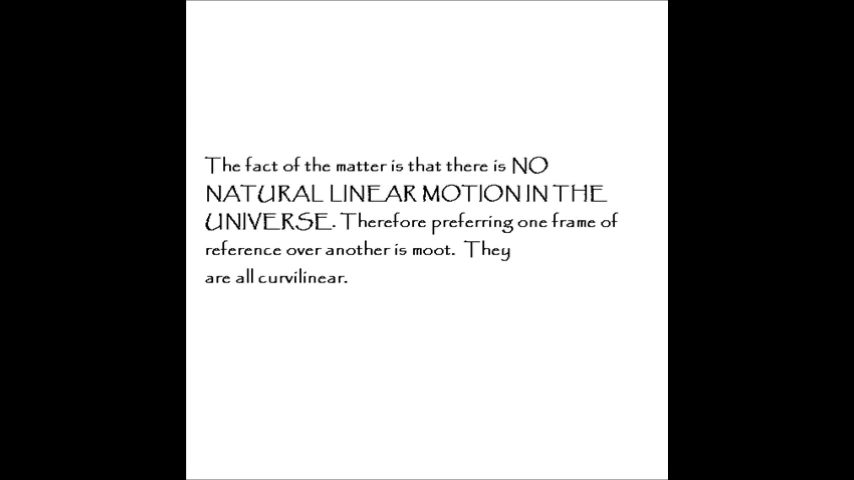 The fact of the matter is that there is NO
NATURAL LINEAR MOTION IN THE
UNIVERSE. Therefore preferring one frame of
reference over another is moot. They
are all curvilinear.